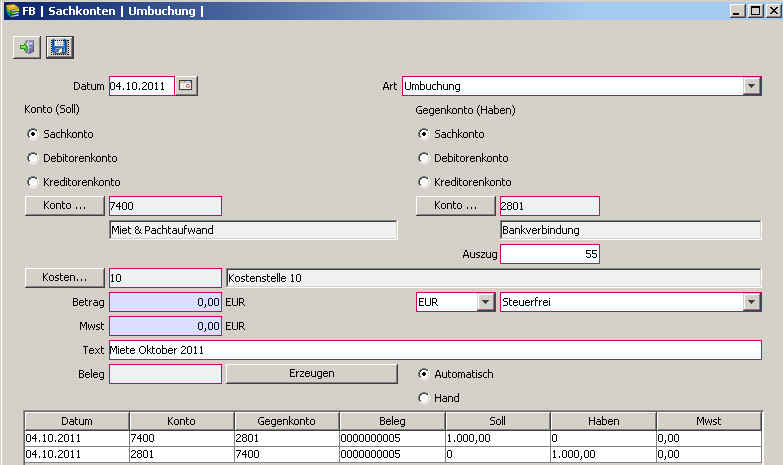 FB | Sachkonten | Umbuchung |
Datum 04.10.2011 Art Umbuchung
Konto (Soll) Gegenkonto (Haben)
Sachkonto Sachkonto
Debitorenkonto Debitorenkonto
Kreditorenkonto Kreditorenkonto
Konto ... 7400 Konto ... 2801
Miet & Pachtaufwand Bankverbindung
Auszug 55
Kosten... 10 Kostenstelle 10
Betrag 0,00 EUR EUR Steuerfrei
Mwst 0,00 EUR
Text Miete Oktober 2011
Beleg Erzeugen Automatisch
Hand
Datum Konto Gegenkonto Beleg Soll Haben Mwst
04.10.2011 7400 2801 0000000005 1.000,00 0 0,00
04.10.2011 2801 7400 0000000005 0 1.000,00 0,00